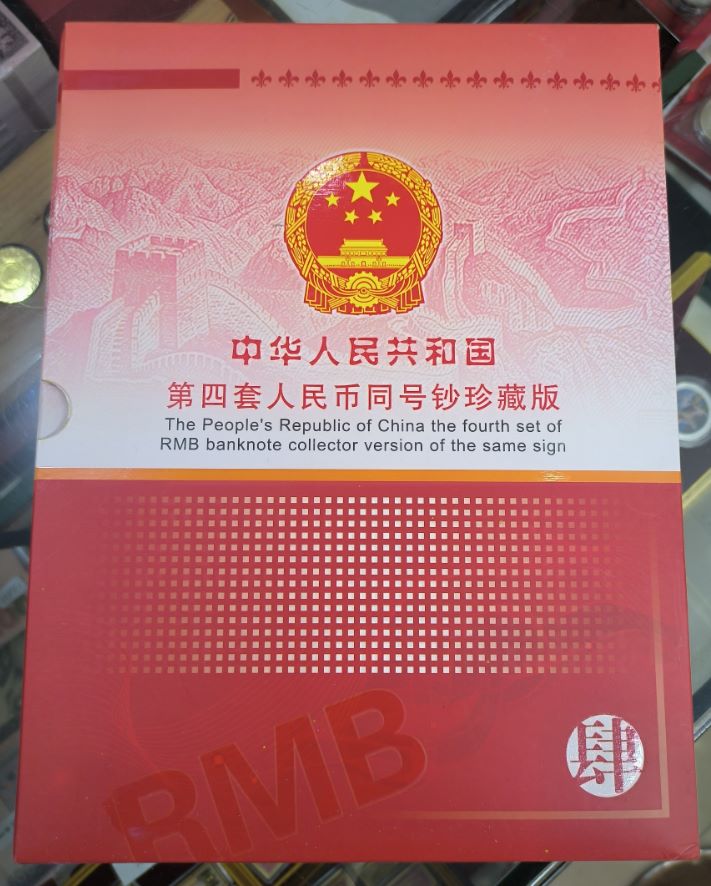 中华人民共和国
第四套人民币同号钞珍藏版
The People's Republic of China the fourth set of
RMB banknote collector version of the same sign
RMB
肆